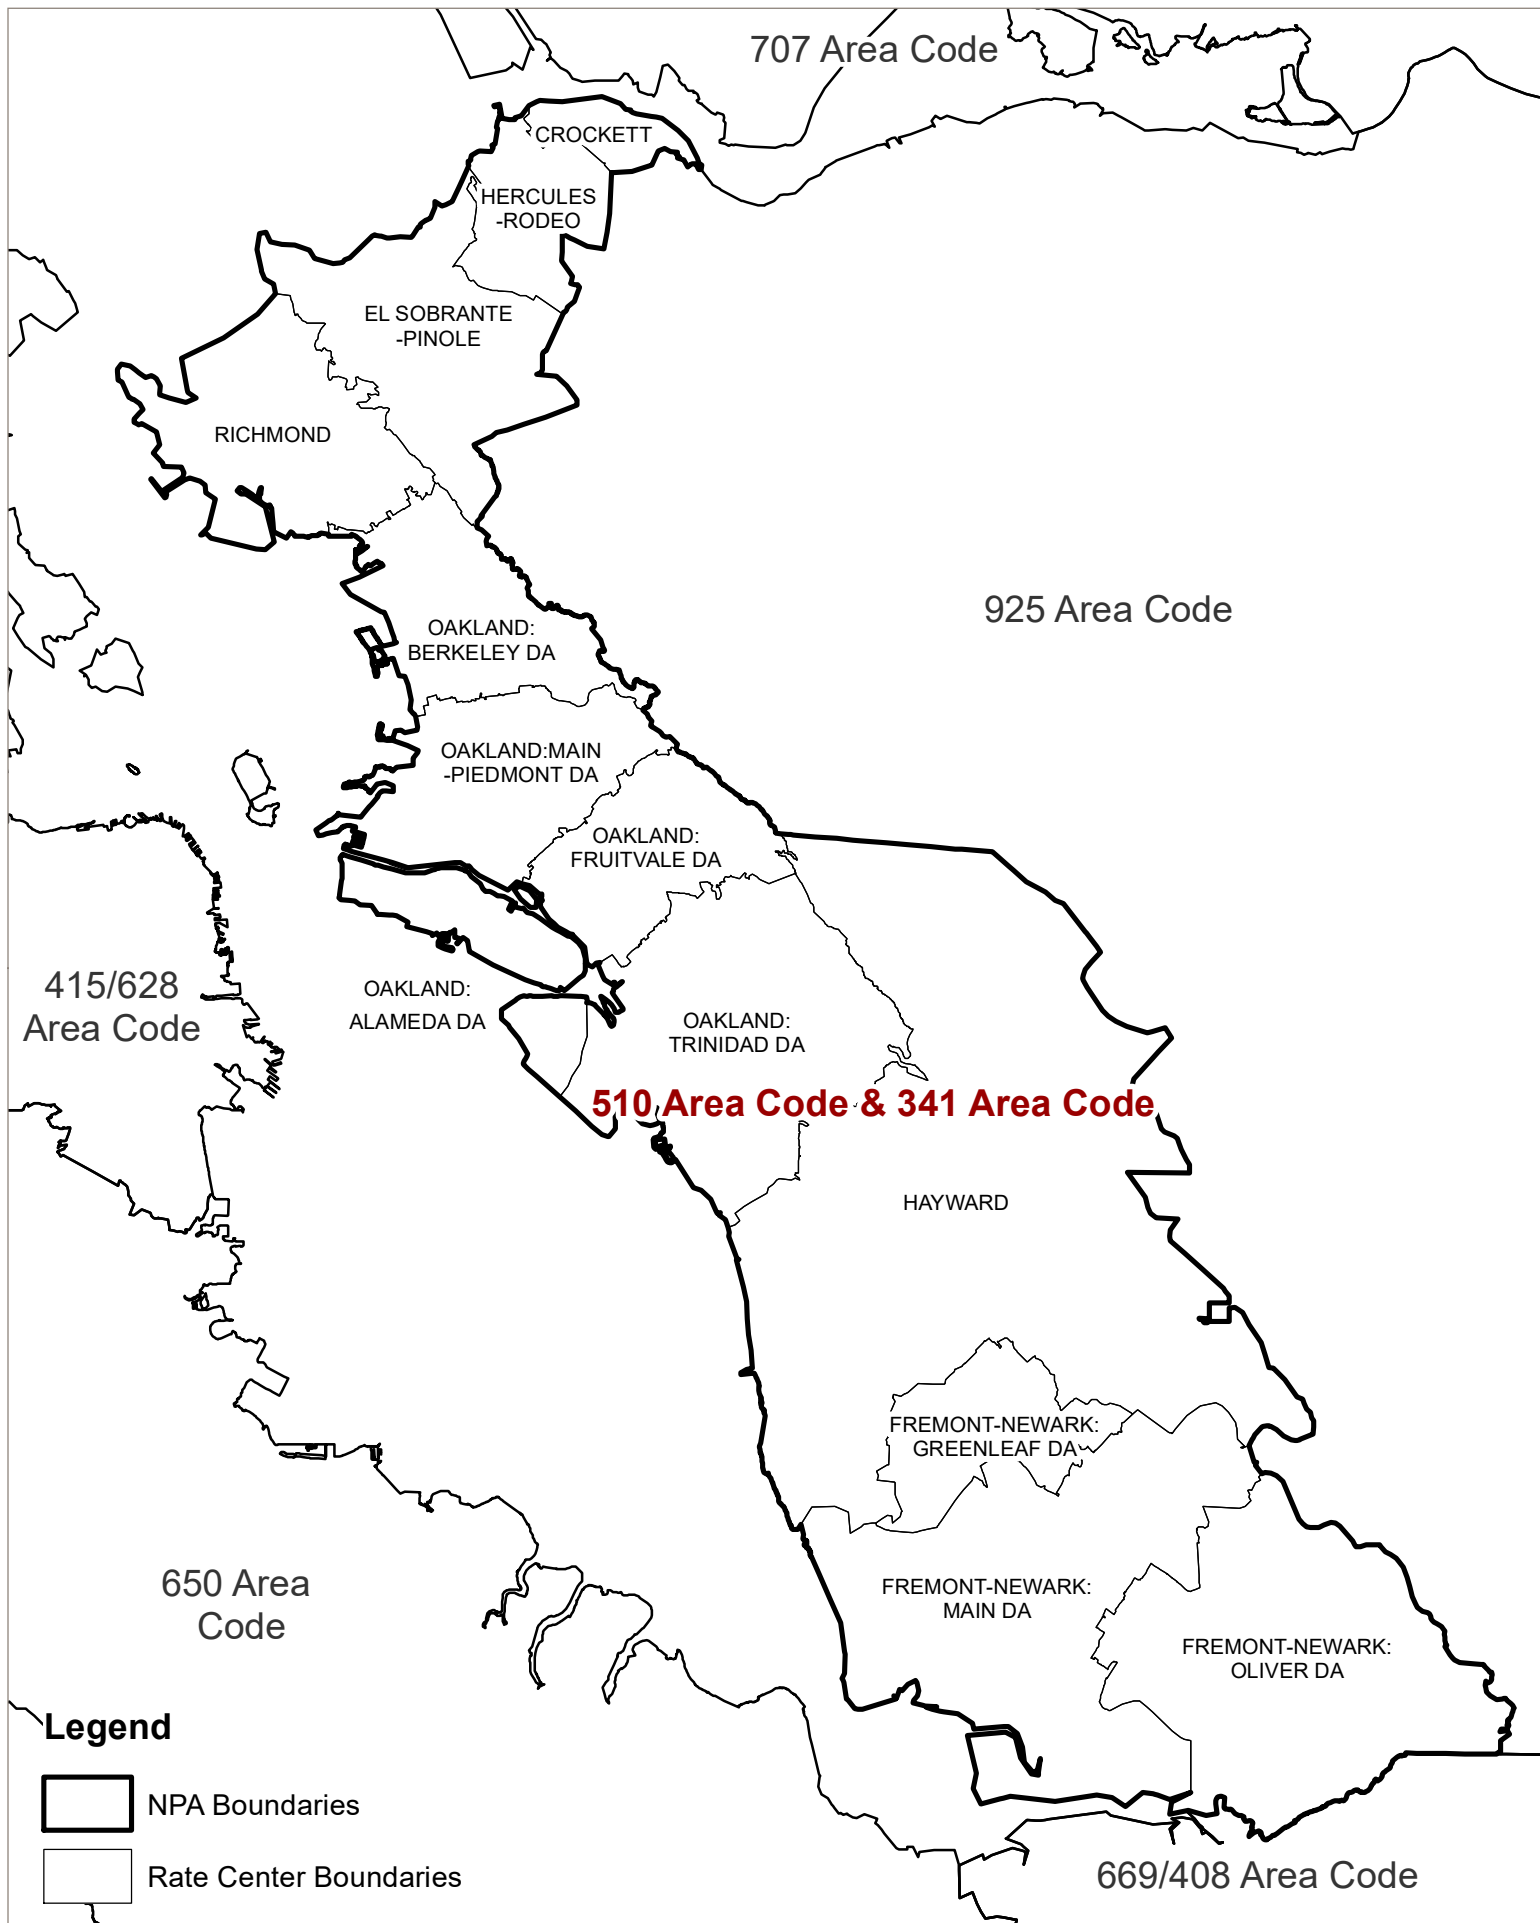 707 Area Code
CROCKETT
HERCULES
-RODEO
EL SOBRANTE
-PINOLE
RICHMOND
925 Area Code
OAKLAND:
BERKELEY DA
OAKLAND:MAIN
-PIEDMONT DA
OAKLAND:
FRUITVALE DA
415/628
Area Code
OAKLAND:
ALAMEDA DA
OAKLAND:
TRINIDAD DA
510 Area Code & 341 Area Code
HAYWARD
FREMONT-NEWARK:
GREENLEAF DA
650 Area
Code
FREMONT-NEWARK:
MAIN DA
FREMONT-NEWARK:
OLIVER DA
Legend
NPA Boundaries
Rate Center Boundaries
669/408 Area Code